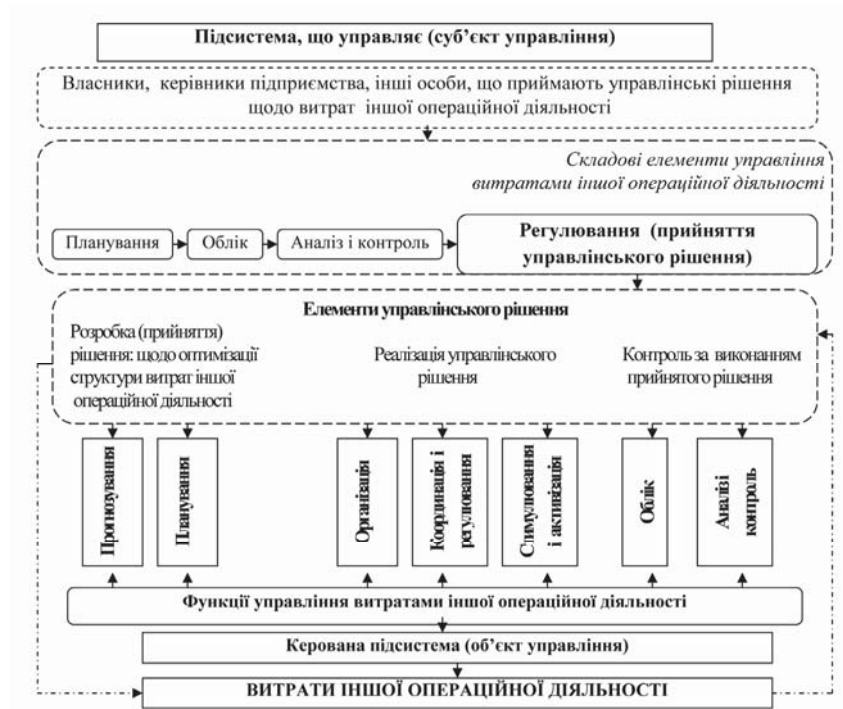 Підсистема, що управляє (суб’єкт управління)
Власники, керівники підприємства, інші особи, що приймають управлінські рішення
щодо витрат іншої операційної діяльності
Складові елементи управління
витратами іншої операційної діяльності
Планування
Облік
Аналіз і контроль
Регулювання (прийняття
управлінського рішення)
Елементи управлінського рішення
Розробка (прийняття)
рішення: щодо оптимізації
структури витрат іншої
операційної діяльності
Реалізація управлінського
рішення
Контроль за виконанням
прийнятого рішення
Прогнозування
Планування
Організація
Координація і
регулювання
Стимулювання
і активізація
Облік
Аналіз і
контроль
Функції управління витратами іншої операційної діяльності
Керована підсистема (об’єкт управління)
ВИТРАТИ ІНШОЇ ОПЕРАЦІЙНОЇ ДІЯЛЬНОСТІ